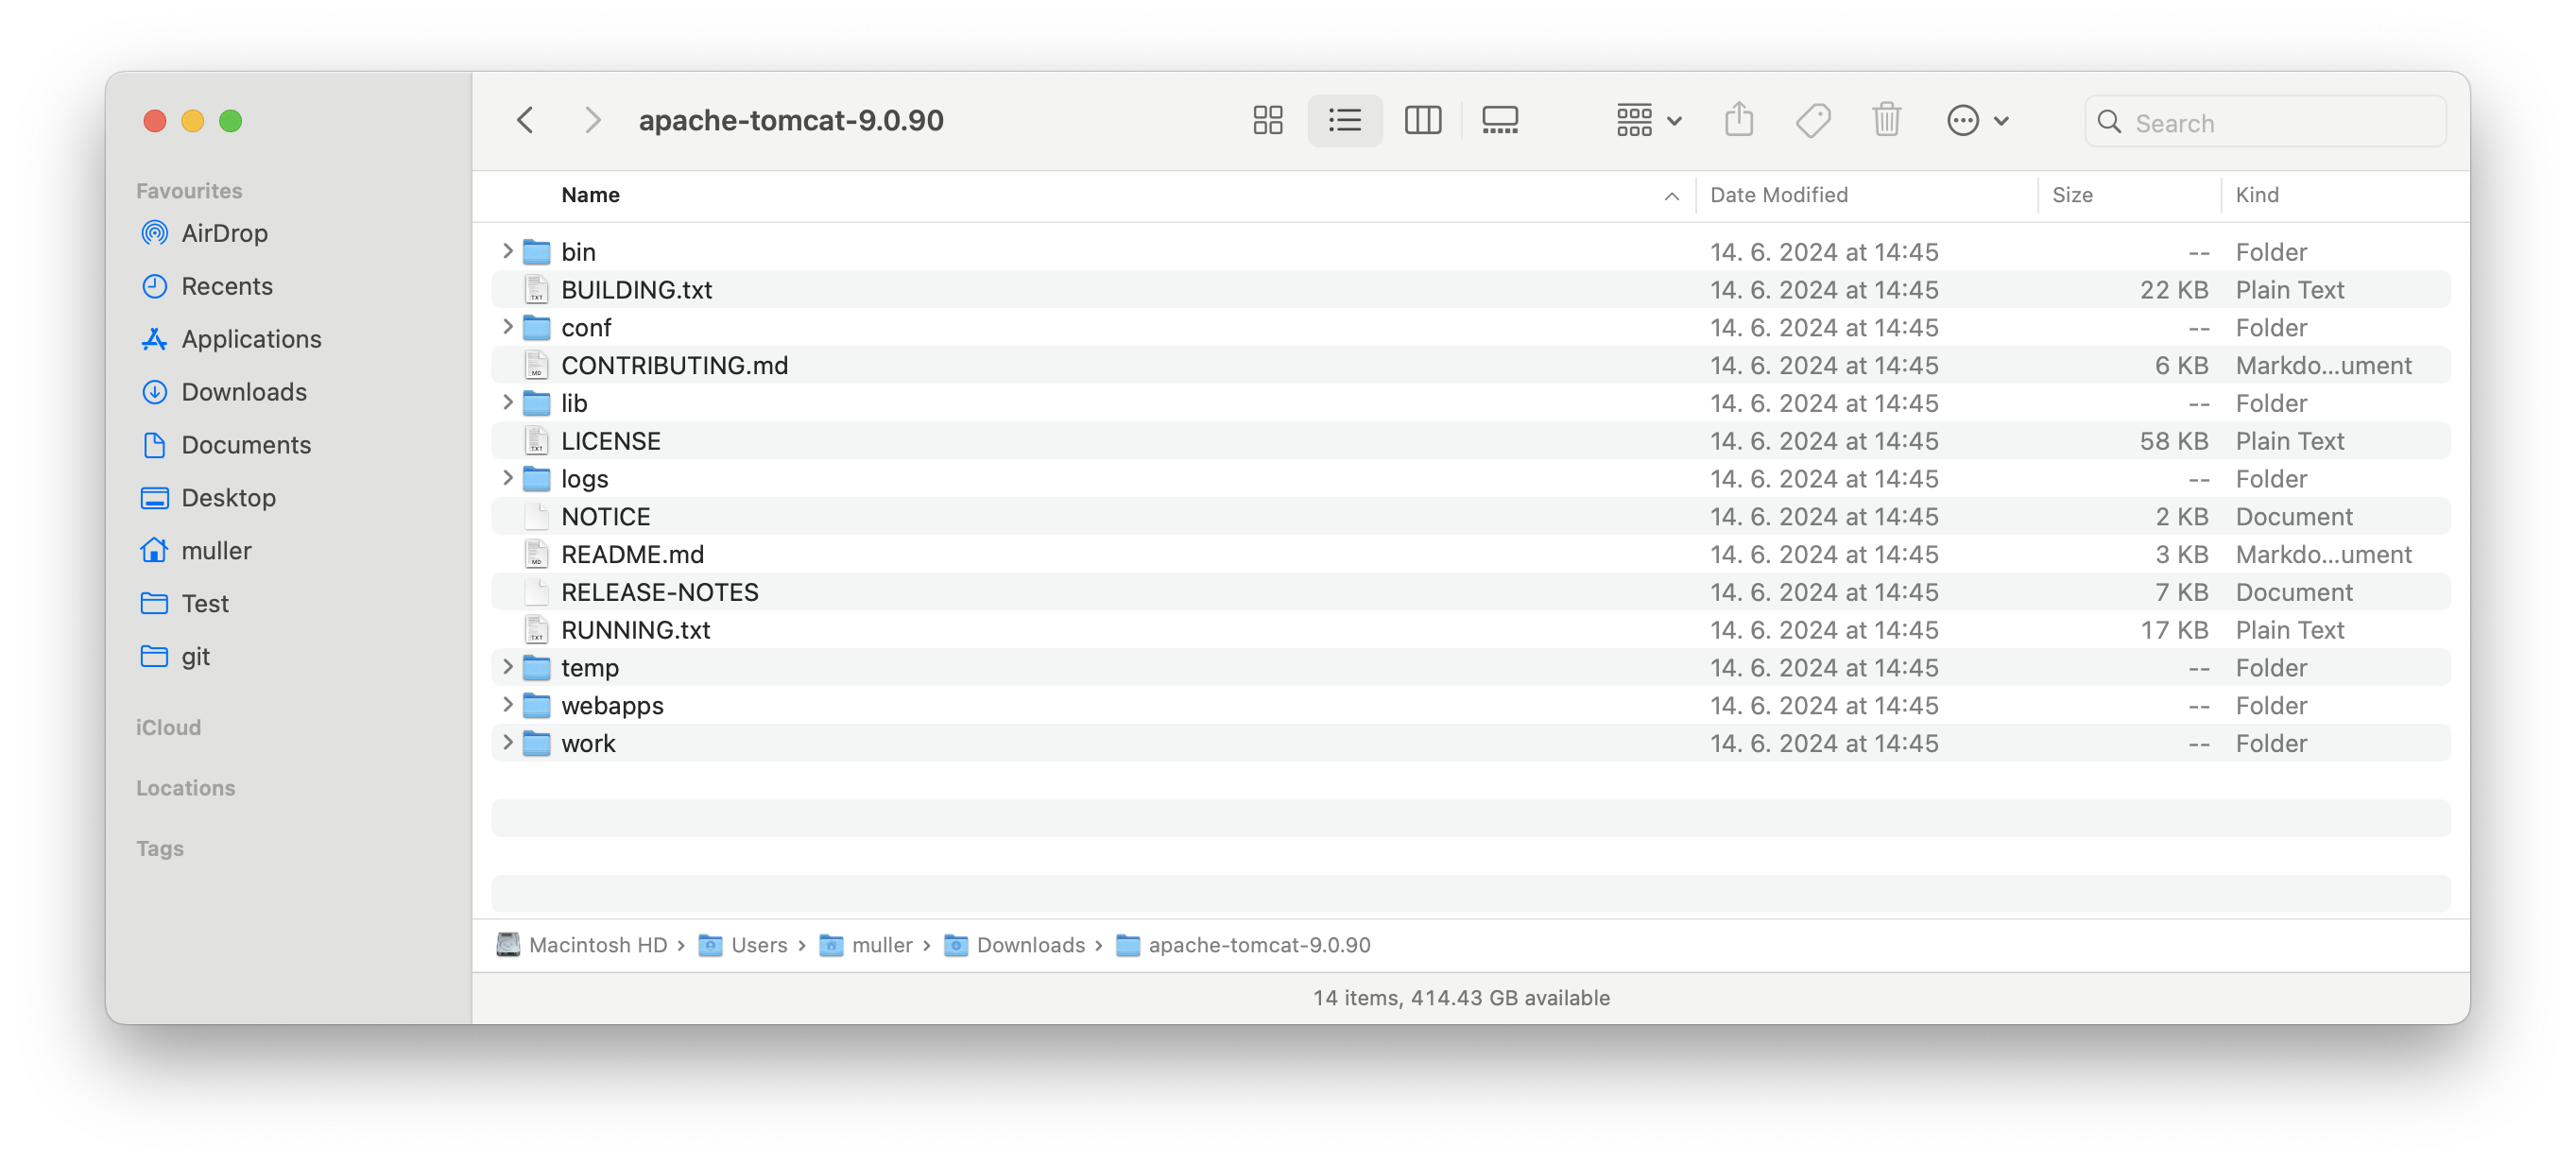 apache-tomcat-9.0.90
Search
Favourites
AirDrop
Recents
Applications
Downloads
Documents
Desktop
muller
Test
git
iCloud
Locations
Tags
Name Date Modified Size Kind
bin 14. 6. 2024 at 14:45 -- Folder
BUILDING.txt 14. 6. 2024 at 14:45 22 KB Plain Text
conf 14. 6. 2024 at 14:45 -- Folder
CONTRIBUTING.md 14. 6. 2024 at 14:45 6 KB Markdo...ument
lib 14. 6. 2024 at 14:45 -- Folder
LICENSE 14. 6. 2024 at 14:45 58 KB Plain Text
logs 14. 6. 2024 at 14:45 -- Folder
NOTICE 14. 6. 2024 at 14:45 2 KB Document
README.md 14. 6. 2024 at 14:45 3 KB Markdo...ument
RELEASE-NOTES 14. 6. 2024 at 14:45 7 KB Document
RUNNING.txt 14. 6. 2024 at 14:45 17 KB Plain Text
temp 14. 6. 2024 at 14:45 -- Folder
webapps 14. 6. 2024 at 14:45 -- Folder
work 14. 6. 2024 at 14:45 -- Folder
Macintosh HD › Users › muller › Downloads › apache-tomcat-9.0.90
14 items, 414.43 GB available